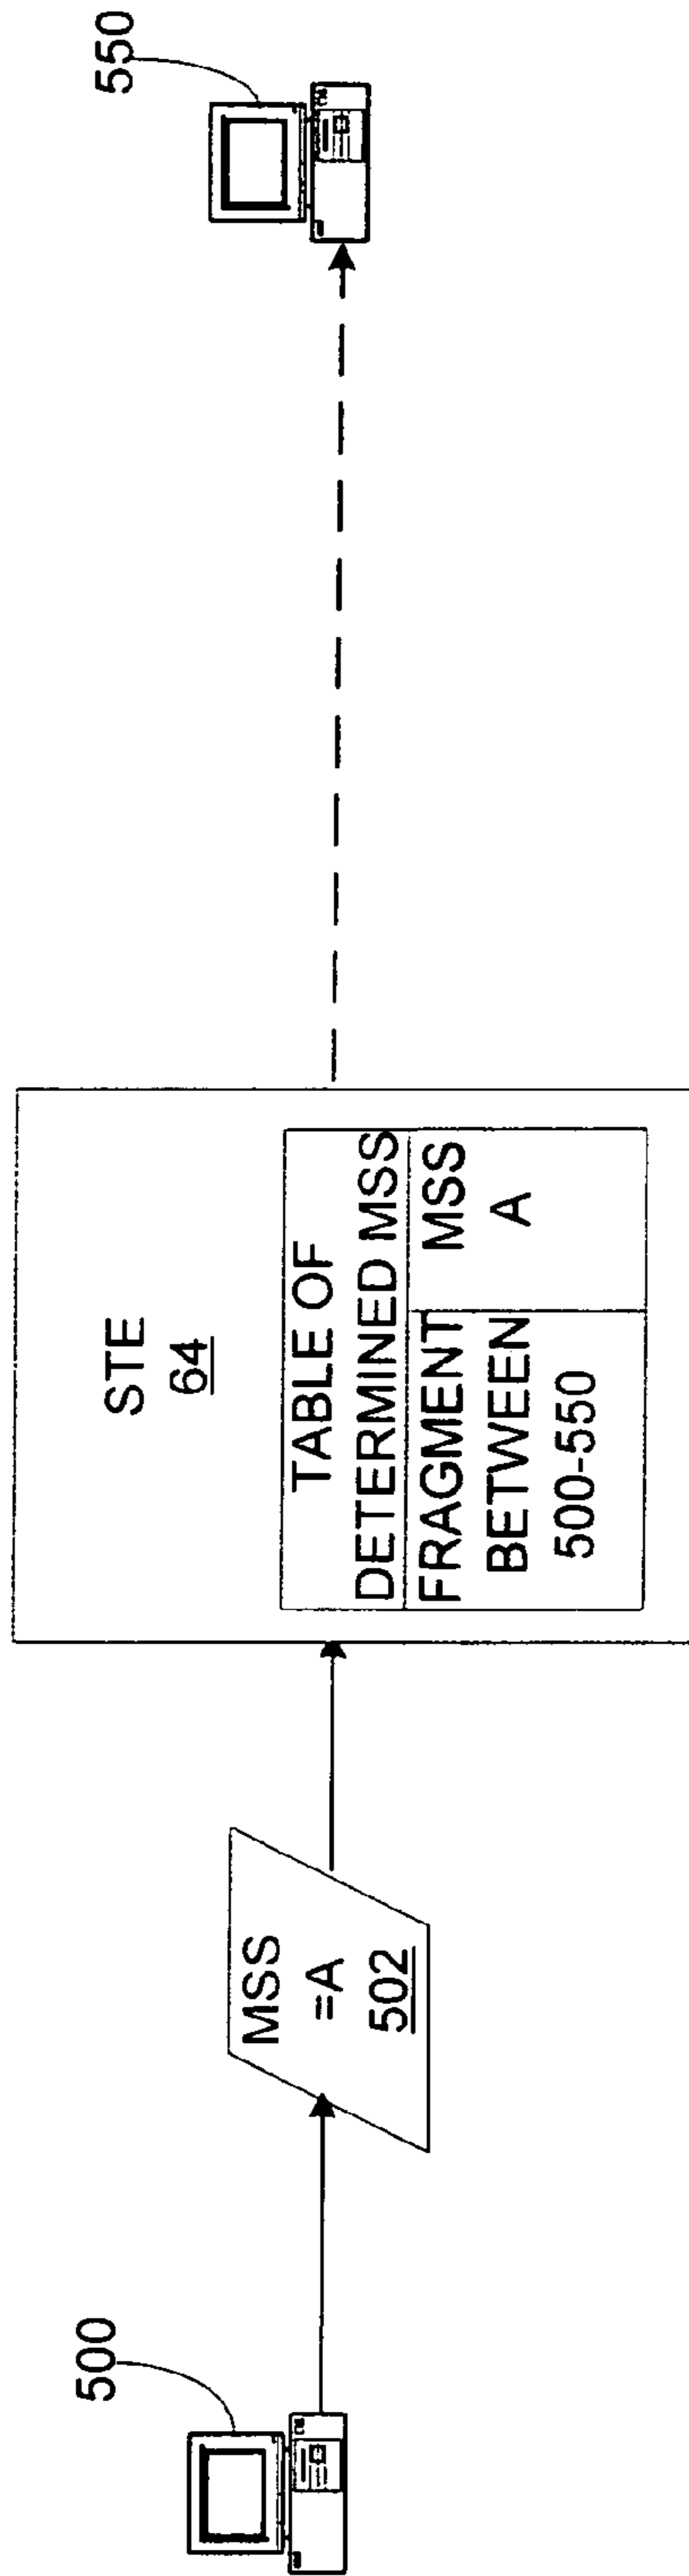 500
MSS
=A
502
STE
64
TABLE OF
DETERMINED MSS
FRAGMENT
BETWEEN
500-550
MSS
A
550